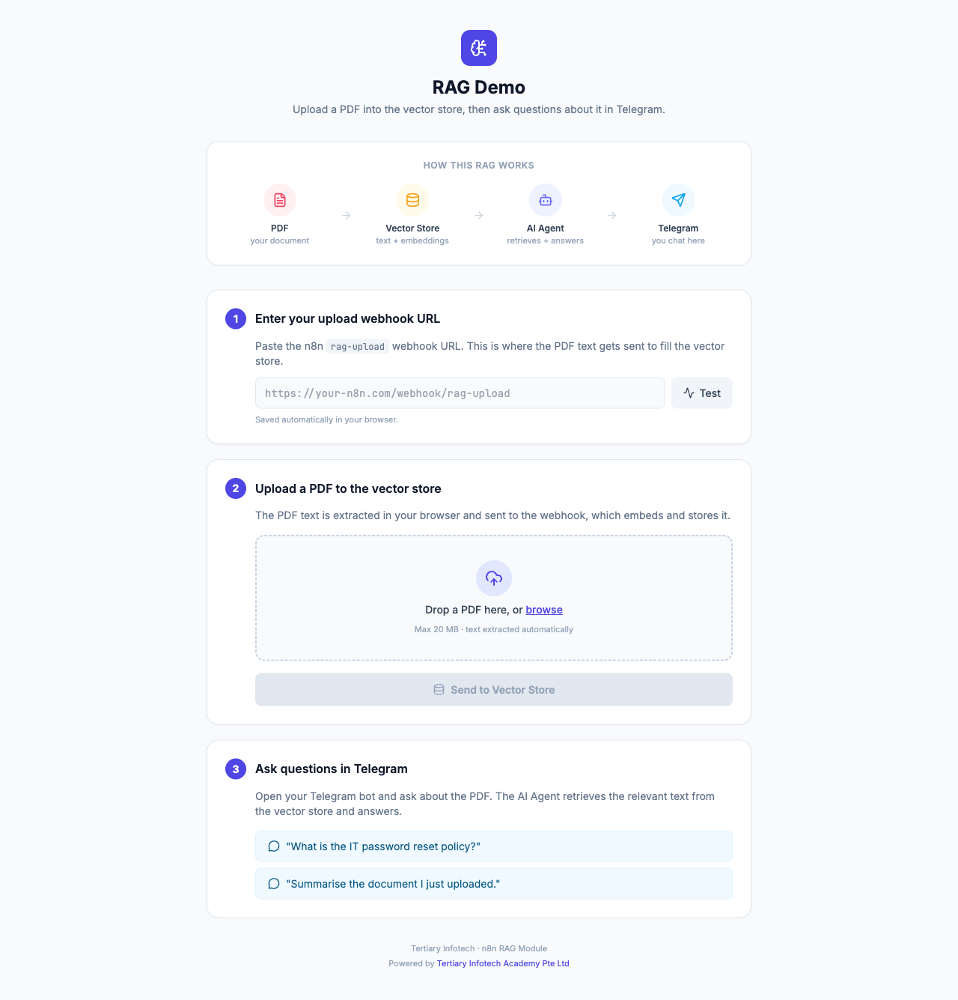 RAG Demo
Upload a PDF into the vector store, then ask questions about it in Telegram.
HOW THIS RAG WORKS
PDF
your document
Vector Store
text + embeddings
AI Agent
retrieves + answers
Telegram
you chat here
1
Enter your upload webhook URL
Paste the n8n rag-upload webhook URL. This is where the PDF text gets sent to fill the vector
store.
https://your-n8n.com/webhook/rag-upload
Test
Saved automatically in your browser.
2
Upload a PDF to the vector store
The PDF text is extracted in your browser and sent to the webhook, which embeds and stores it.
Drop a PDF here, or browse
Max 20 MB · text extracted automatically
Send to Vector Store
3
Ask questions in Telegram
Open your Telegram bot and ask about the PDF. The AI Agent retrieves the relevant text from
the vector store and answers.
"What is the IT password reset policy?"
"Summarise the document I just uploaded."
Tertiary Infotech · n8n RAG Module
Powered by Tertiary Infotech Academy Pte Ltd